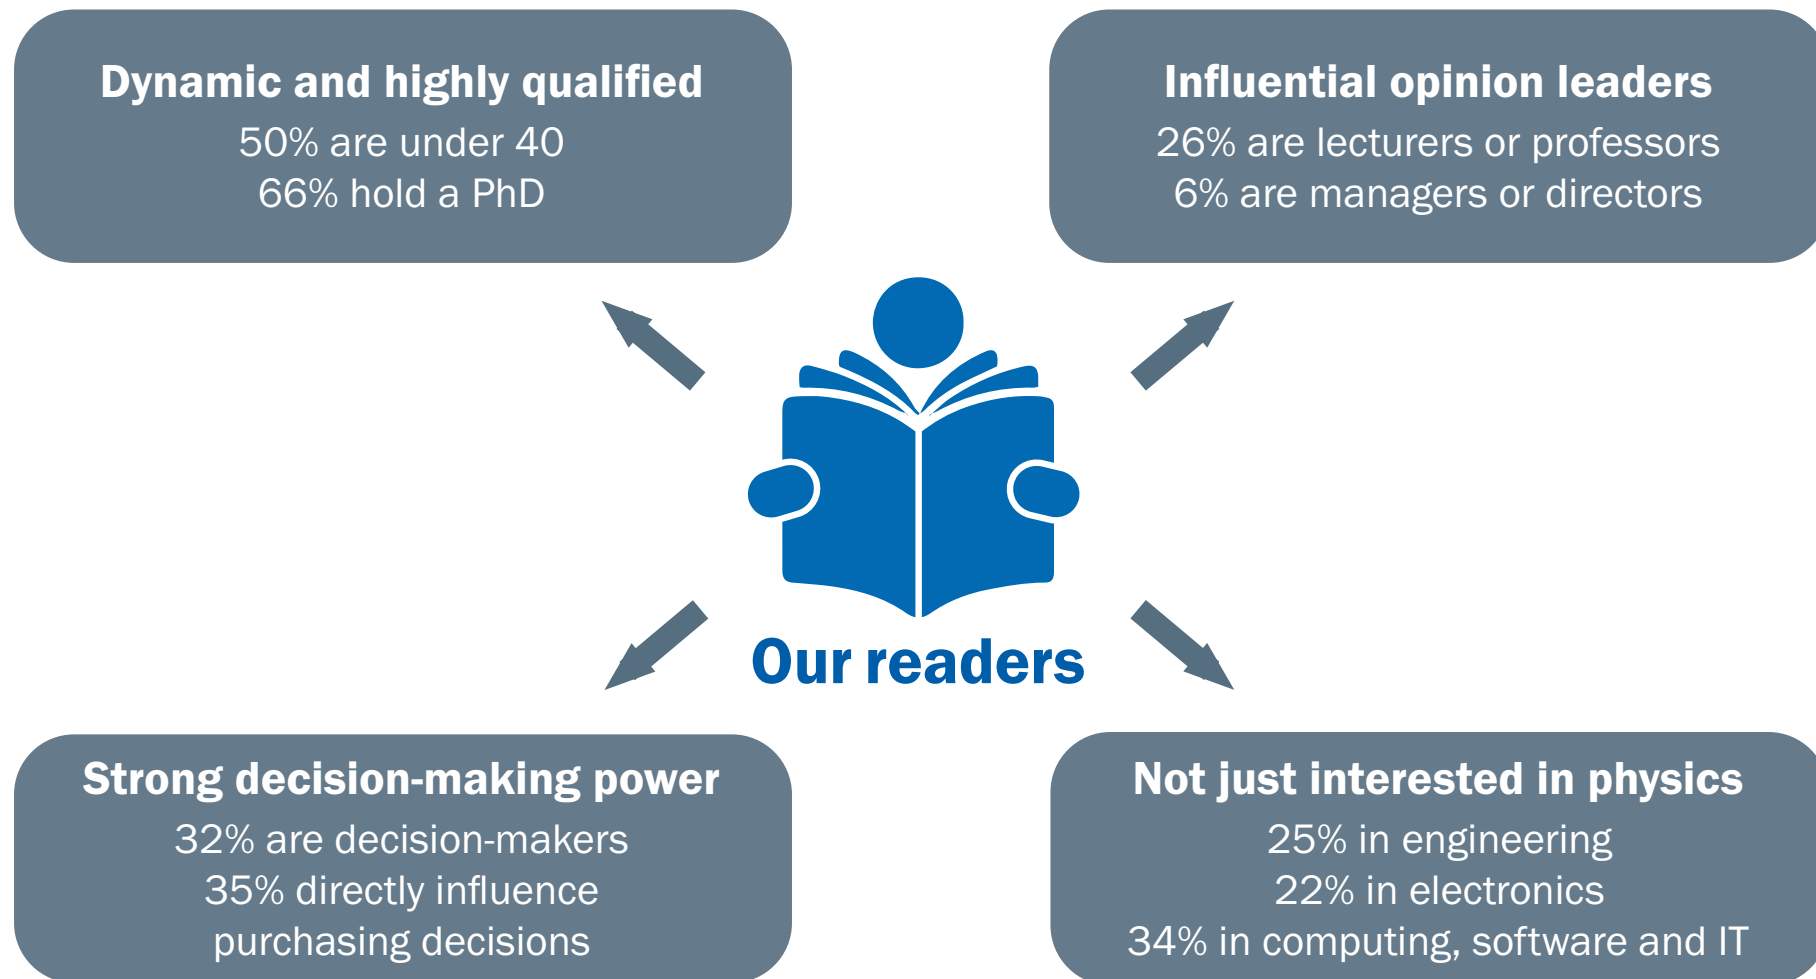 Dynamic and highly qualified
50% are under 40
66% hold a PhD
Influential opinion leaders
26% are lecturers or professors
6% are managers or directors
Our readers
Strong decision-making power
32% are decision-makers
35% directly influence
purchasing decisions
Not just interested in physics
25% in engineering
22% in electronics
34% in computing, software and IT